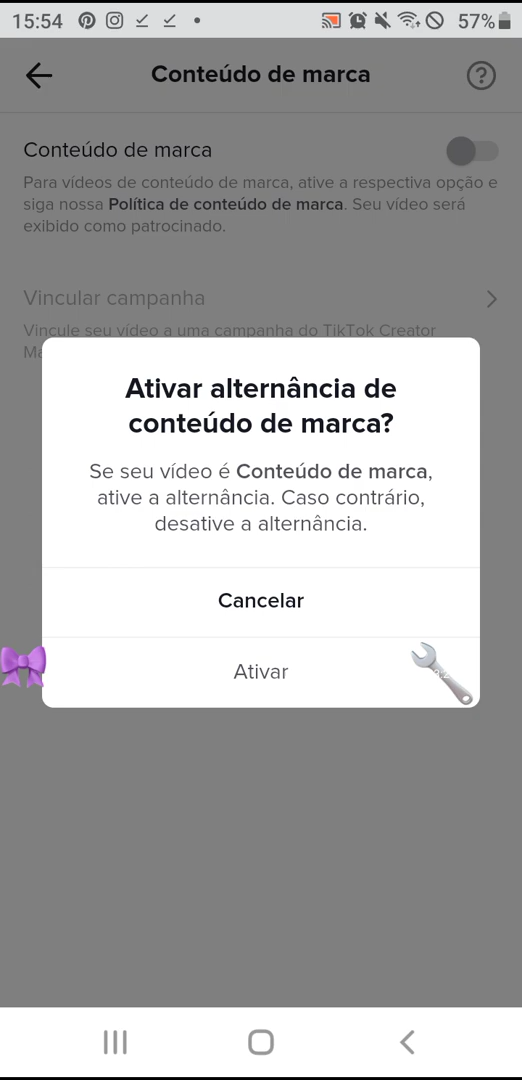 15:54
57%
Conteúdo de marca
Conteúdo de marca
Para vídeos de conteúdo de marca, ative a respectiva opção e
siga nossa Política de conteúdo de marca. Seu vídeo será
exibido como patrocinado.
Vincular campanha
Vincule seu vídeo a uma campanha do TikTok Creator
Ativar alternância de
conteúdo de marca?
Se seu vídeo é Conteúdo de marca,
ative a alternância. Caso contrário,
desative a alternância.
Cancelar
Ativar